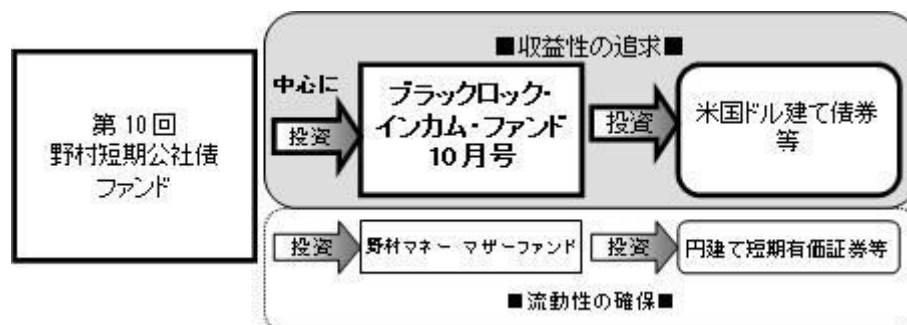 ■収益性の追求■
第10回
野村短期公社債
ファンド
中心に
投資
ブラックロック・
インカム・ファンド
10月号
投資
米国ドル建て債券
等
投資
野村マネー マザーファンド
投資
円建て短期有価証券等
■流動性の確保■